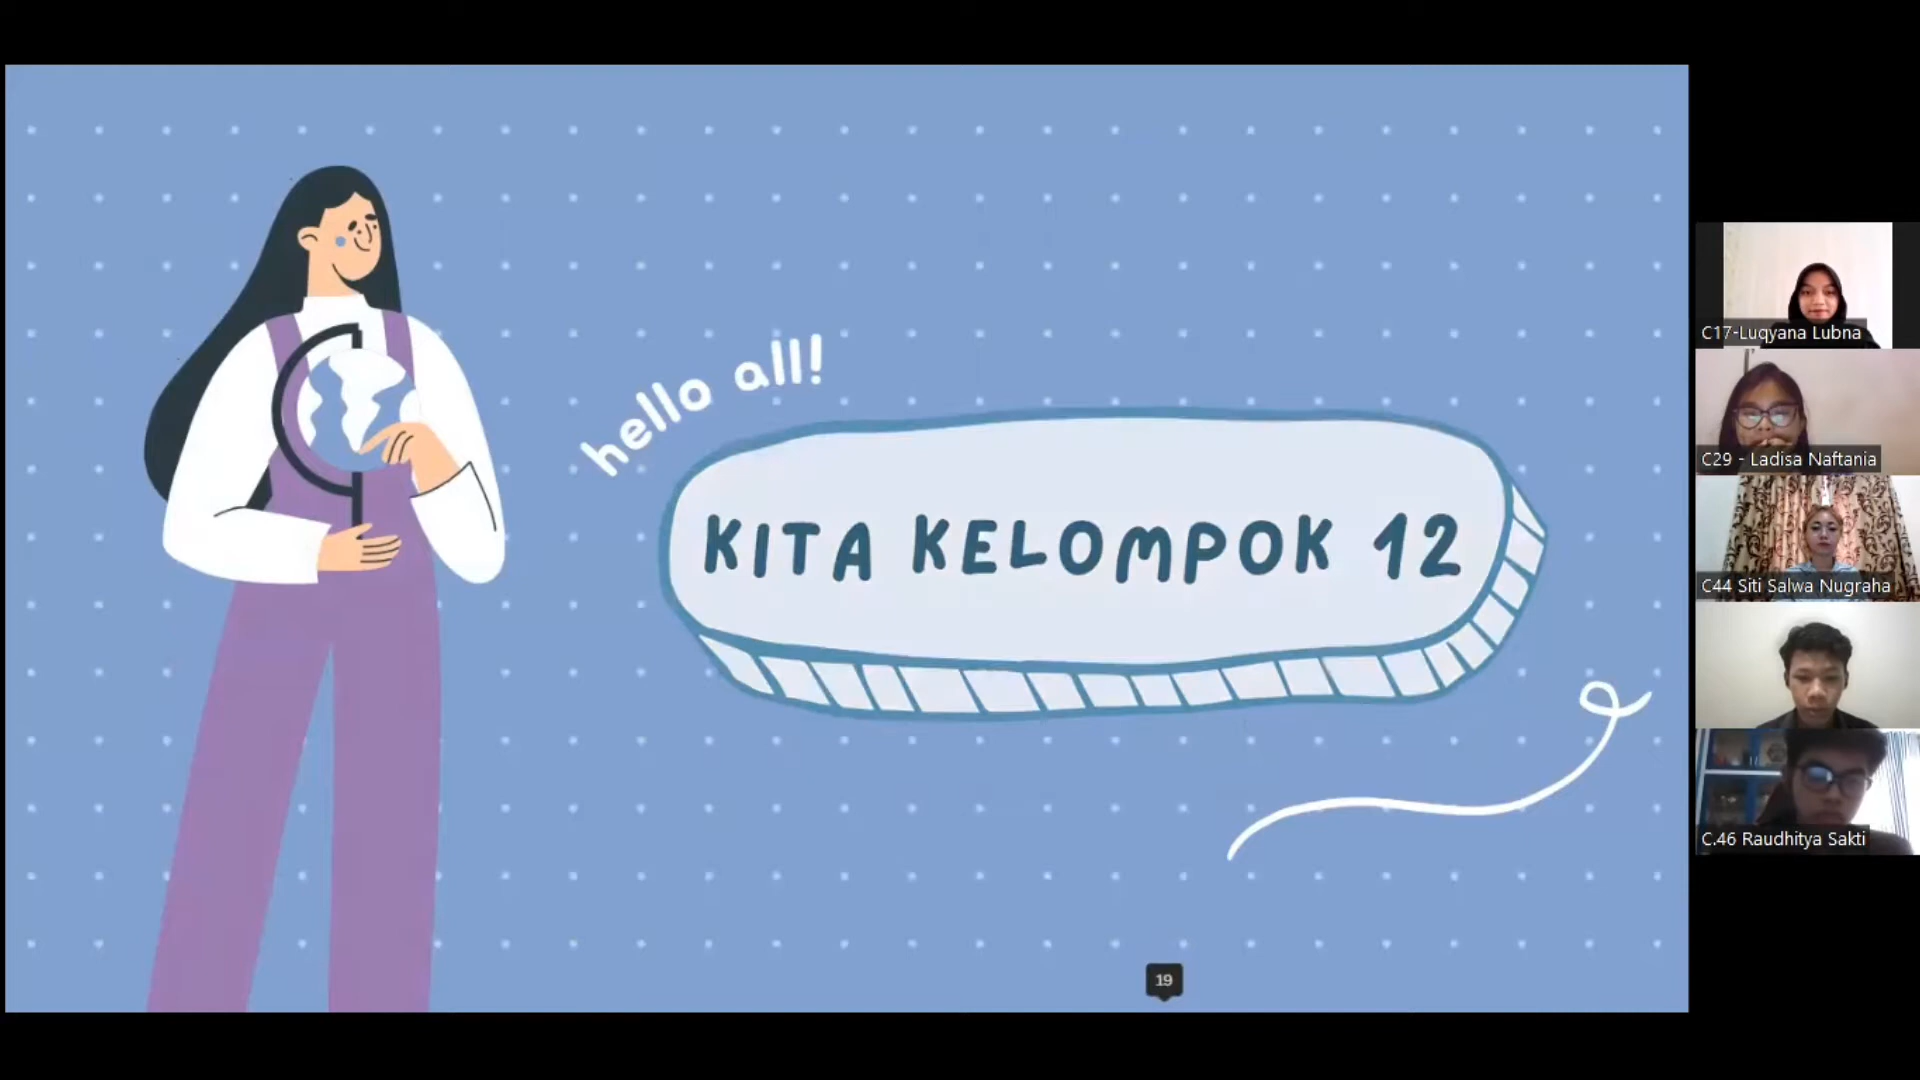 hello all!
KITA KELOMPOK 12
19
C17-Luqyana Lubna
C29 - Ladisa Naftania
C44 Siti Salwa Nugraha
C.46 Raudhitya Sakti